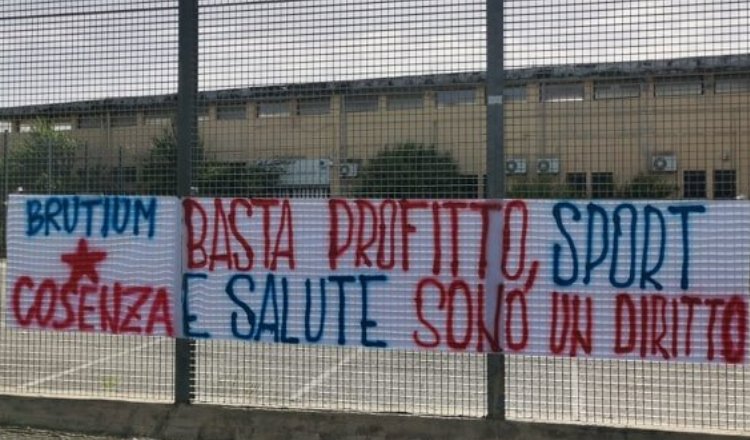 BRUTIUM
COSENZA
BASTA PROFITTO, SPORT
E SALUTE SONO UN DIRITTO